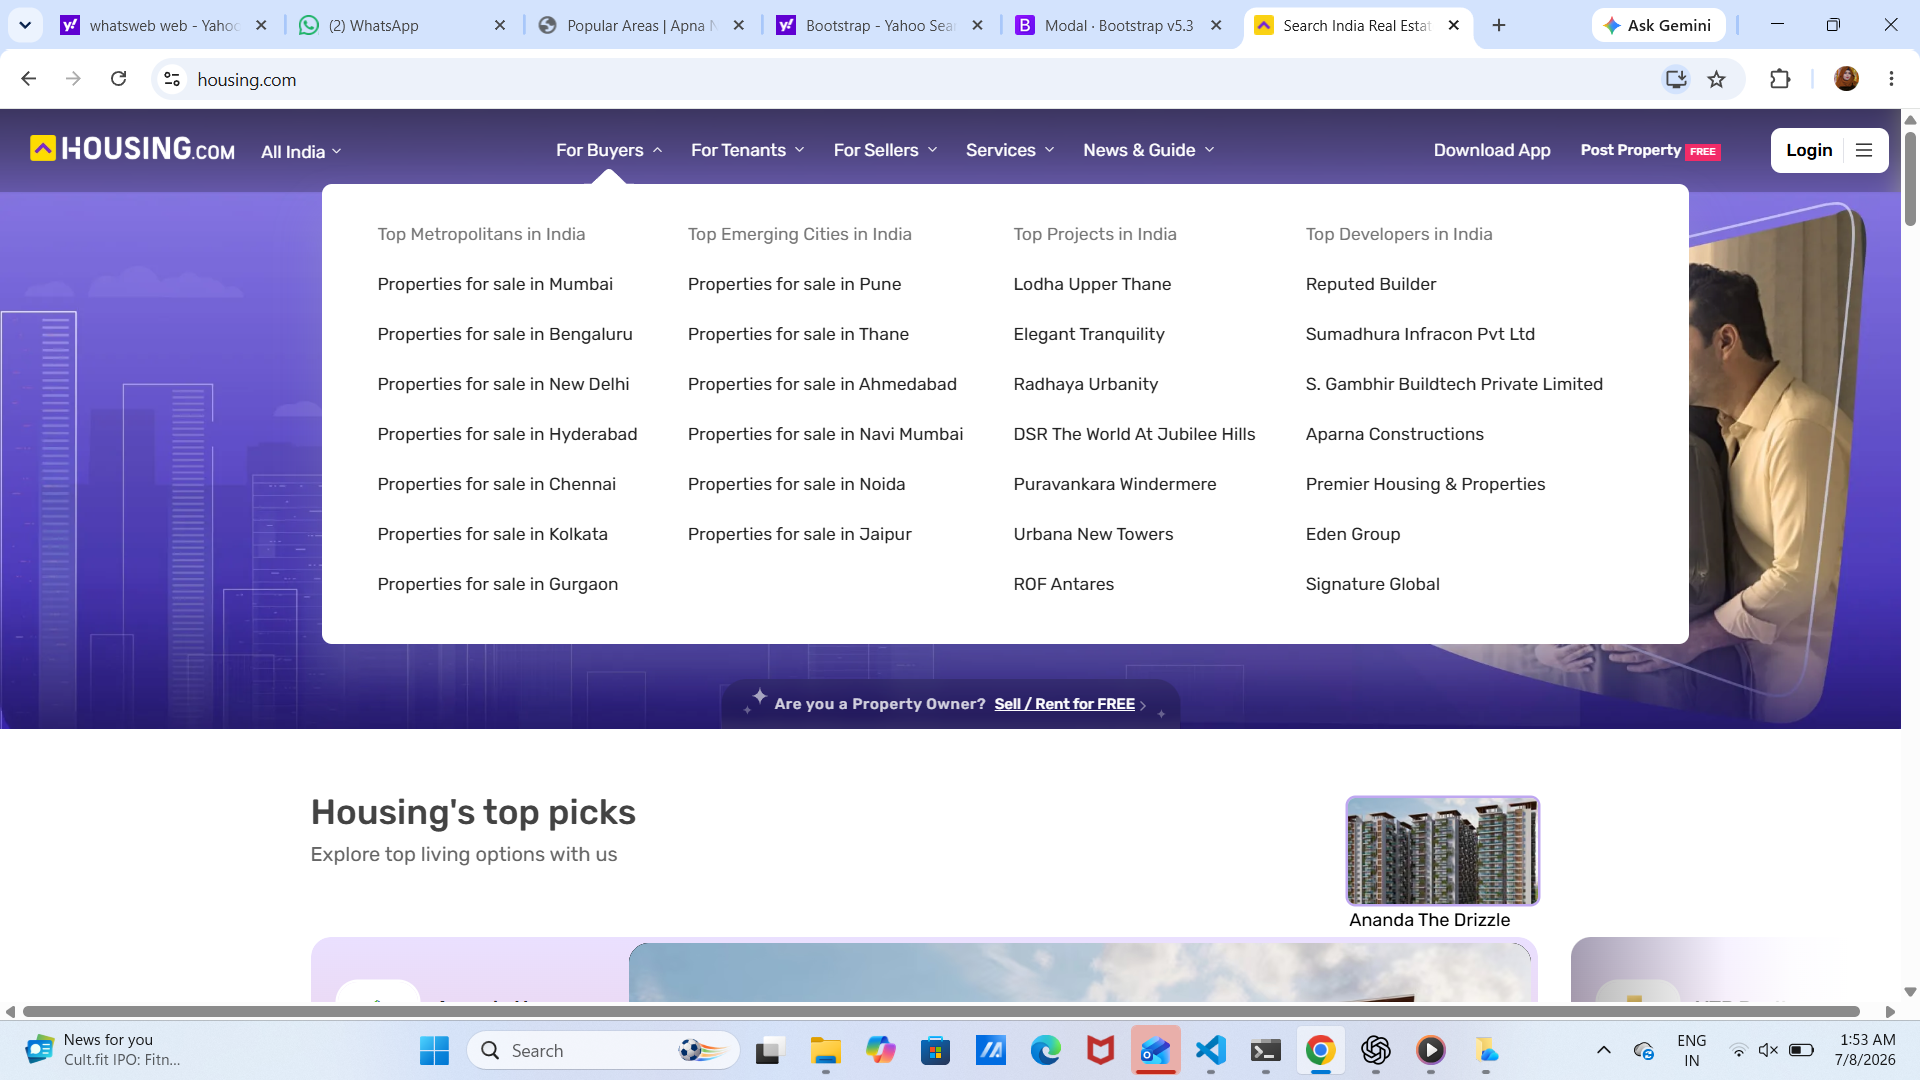 whatsweb web - Yahoo
(2) WhatsApp
Popular Areas | Apna N
Bootstrap - Yahoo Sear
Modal · Bootstrap v5.3
Search India Real Estat
Ask Gemini
housing.com
HOUSING.COM
All India
For Buyers
For Tenants
For Sellers
Services
News & Guide
Download App
Post Property FREE
Login
Top Metropolitans in India
Properties for sale in Mumbai
Properties for sale in Bengaluru
Properties for sale in New Delhi
Properties for sale in Hyderabad
Properties for sale in Chennai
Properties for sale in Kolkata
Properties for sale in Gurgaon
Top Emerging Cities in India
Properties for sale in Pune
Properties for sale in Thane
Properties for sale in Ahmedabad
Properties for sale in Navi Mumbai
Properties for sale in Noida
Properties for sale in Jaipur
Top Projects in India
Lodha Upper Thane
Elegant Tranquility
Radhaya Urbanity
DSR The World At Jubilee Hills
Puravankara Windermere
Urbana New Towers
ROF Antares
Top Developers in India
Reputed Builder
Sumadhura Infracon Pvt Ltd
S. Gambhir Buildtech Private Limited
Aparna Constructions
Premier Housing & Properties
Eden Group
Signature Global
Are you a Property Owner? Sell / Rent for FREE
Housing's top picks
Explore top living options with us
Ananda The Drizzle
News for you
Cult.fit IPO: Fitn...
Search
ENG
IN
1:53 AM
7/8/2026